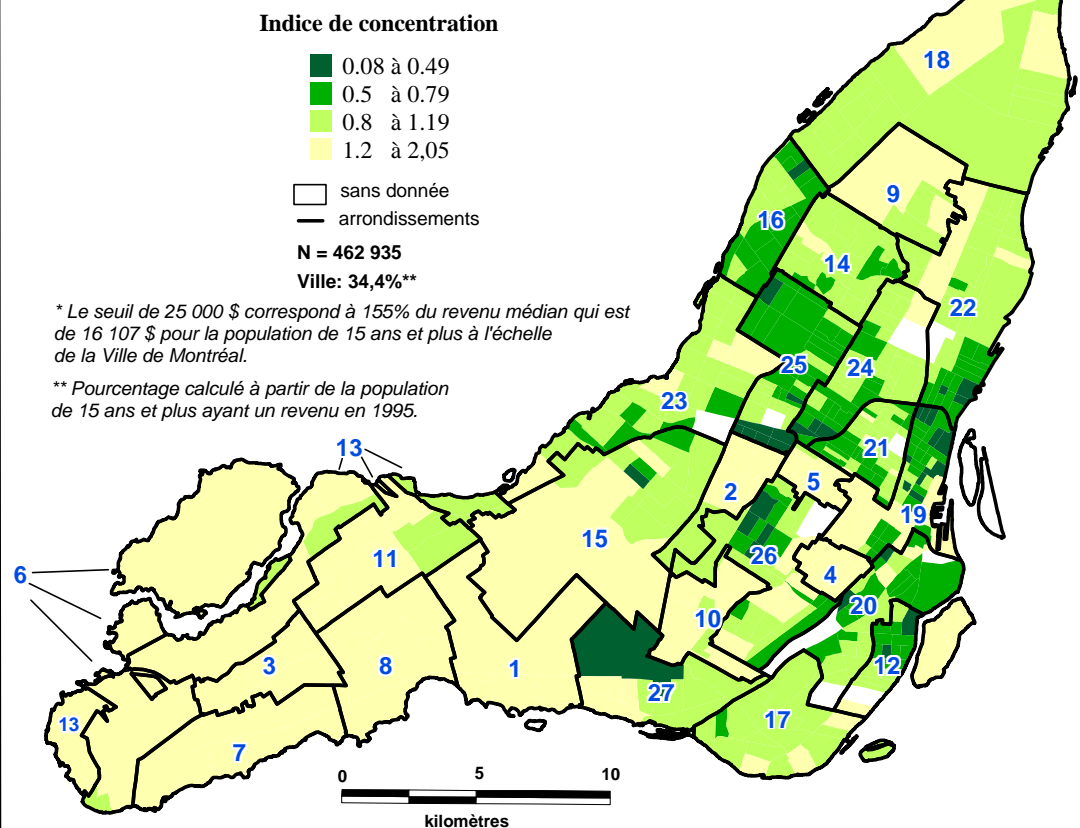 Indice de concentration
0.08 à 0.49
0.5 à 0.79
0.8 à 1.19
1.2 à 2,05
sans donnée
arrondissements
N = 462 935
Ville: 34,4%**
* Le seuil de 25 000 $ correspond à 155% du revenu médian qui est
de 16 107 $ pour la population de 15 ans et plus à l'échelle
de la Ville de Montréal.
** Pourcentage calculé à partir de la population
de 15 ans et plus ayant un revenu en 1995.
18
9
16
14
22
25
24
23
13
21
2
5
19
15
11
26
4
6
20
10
3
8
1
12
27
13
17
7
0 5 10
kilomètres